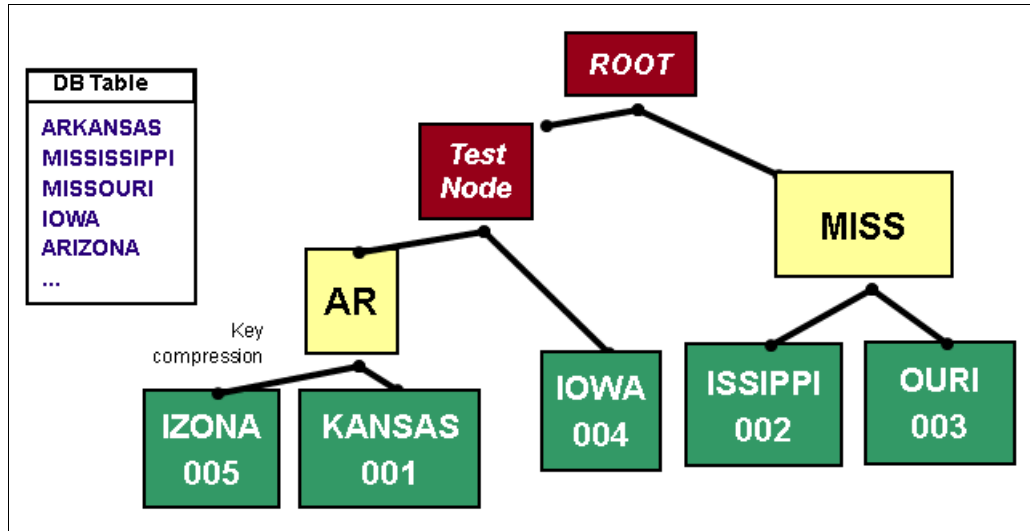 DB Table
ARKANSAS
MISSISSIPPI
MISSOURI
IOWA
ARIZONA
...
ROOT
Test
Node
MISS
AR
Key
compression
IZONA
005
KANSAS
001
IOWA
004
ISSIPPI
002
OURI
003